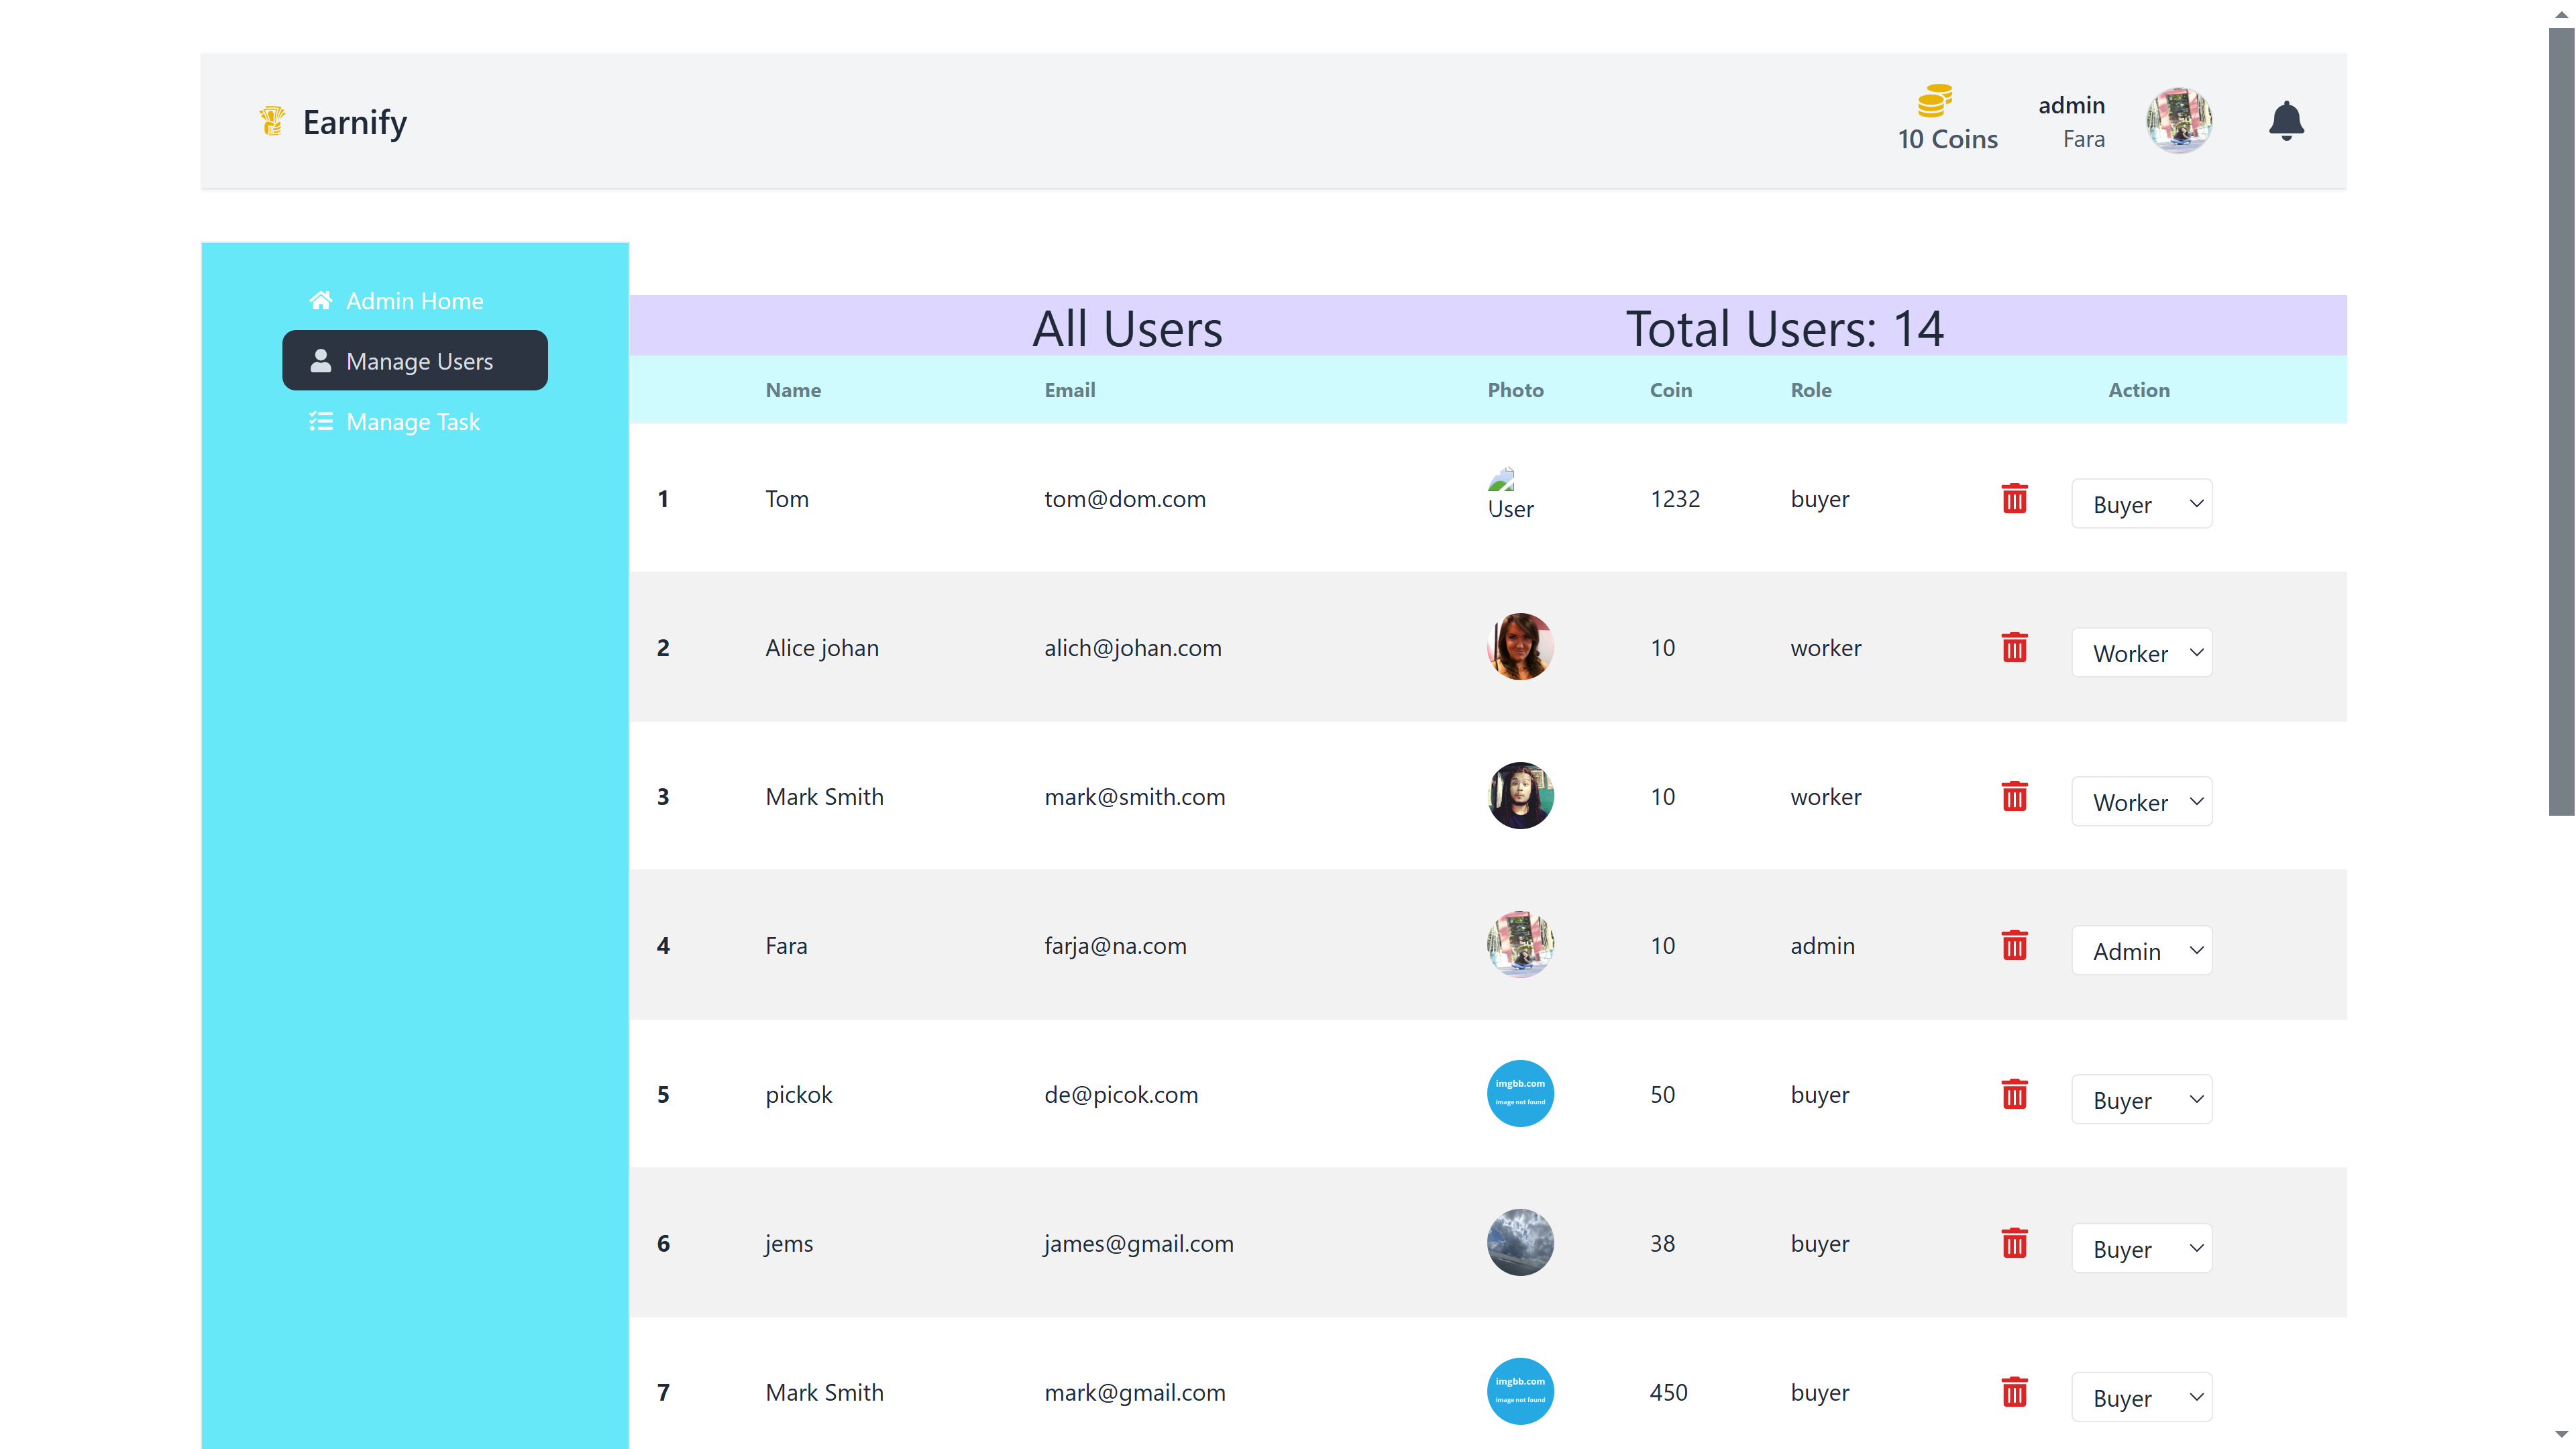 Earnify
10 Coins
admin
Fara
Admin Home
Manage Users
Manage Task
All Users Total Users: 14
Name Email Photo Coin Role Action
1 Tom tom@dom.com User 1232 buyer Buyer
2 Alice johan alich@johan.com 10 worker Worker
3 Mark Smith mark@smith.com 10 worker Worker
4 Fara farja@na.com 10 admin Admin
5 pickok de@picok.com imgbb.com 50 buyer Buyer
image not found
6 jems james@gmail.com 38 buyer Buyer
7 Mark Smith mark@gmail.com imgbb.com 450 buyer Buyer
image not found